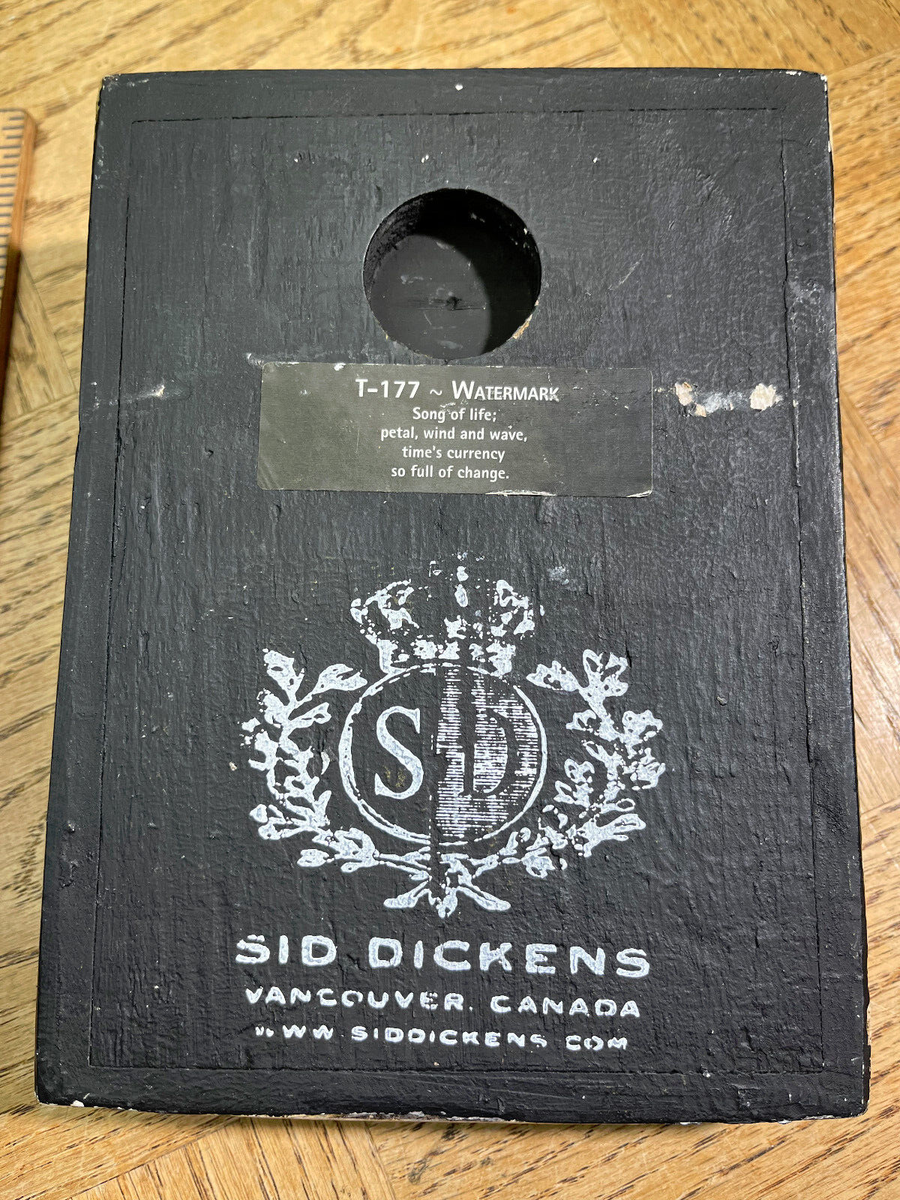 T-177 ~ WATERMARK
Song of life;
petal, wind and wave,
time's currency
so full of change.
SD
SID DICKENS
VANCOUVER, CANADA
WWW SIDDICKENS COM